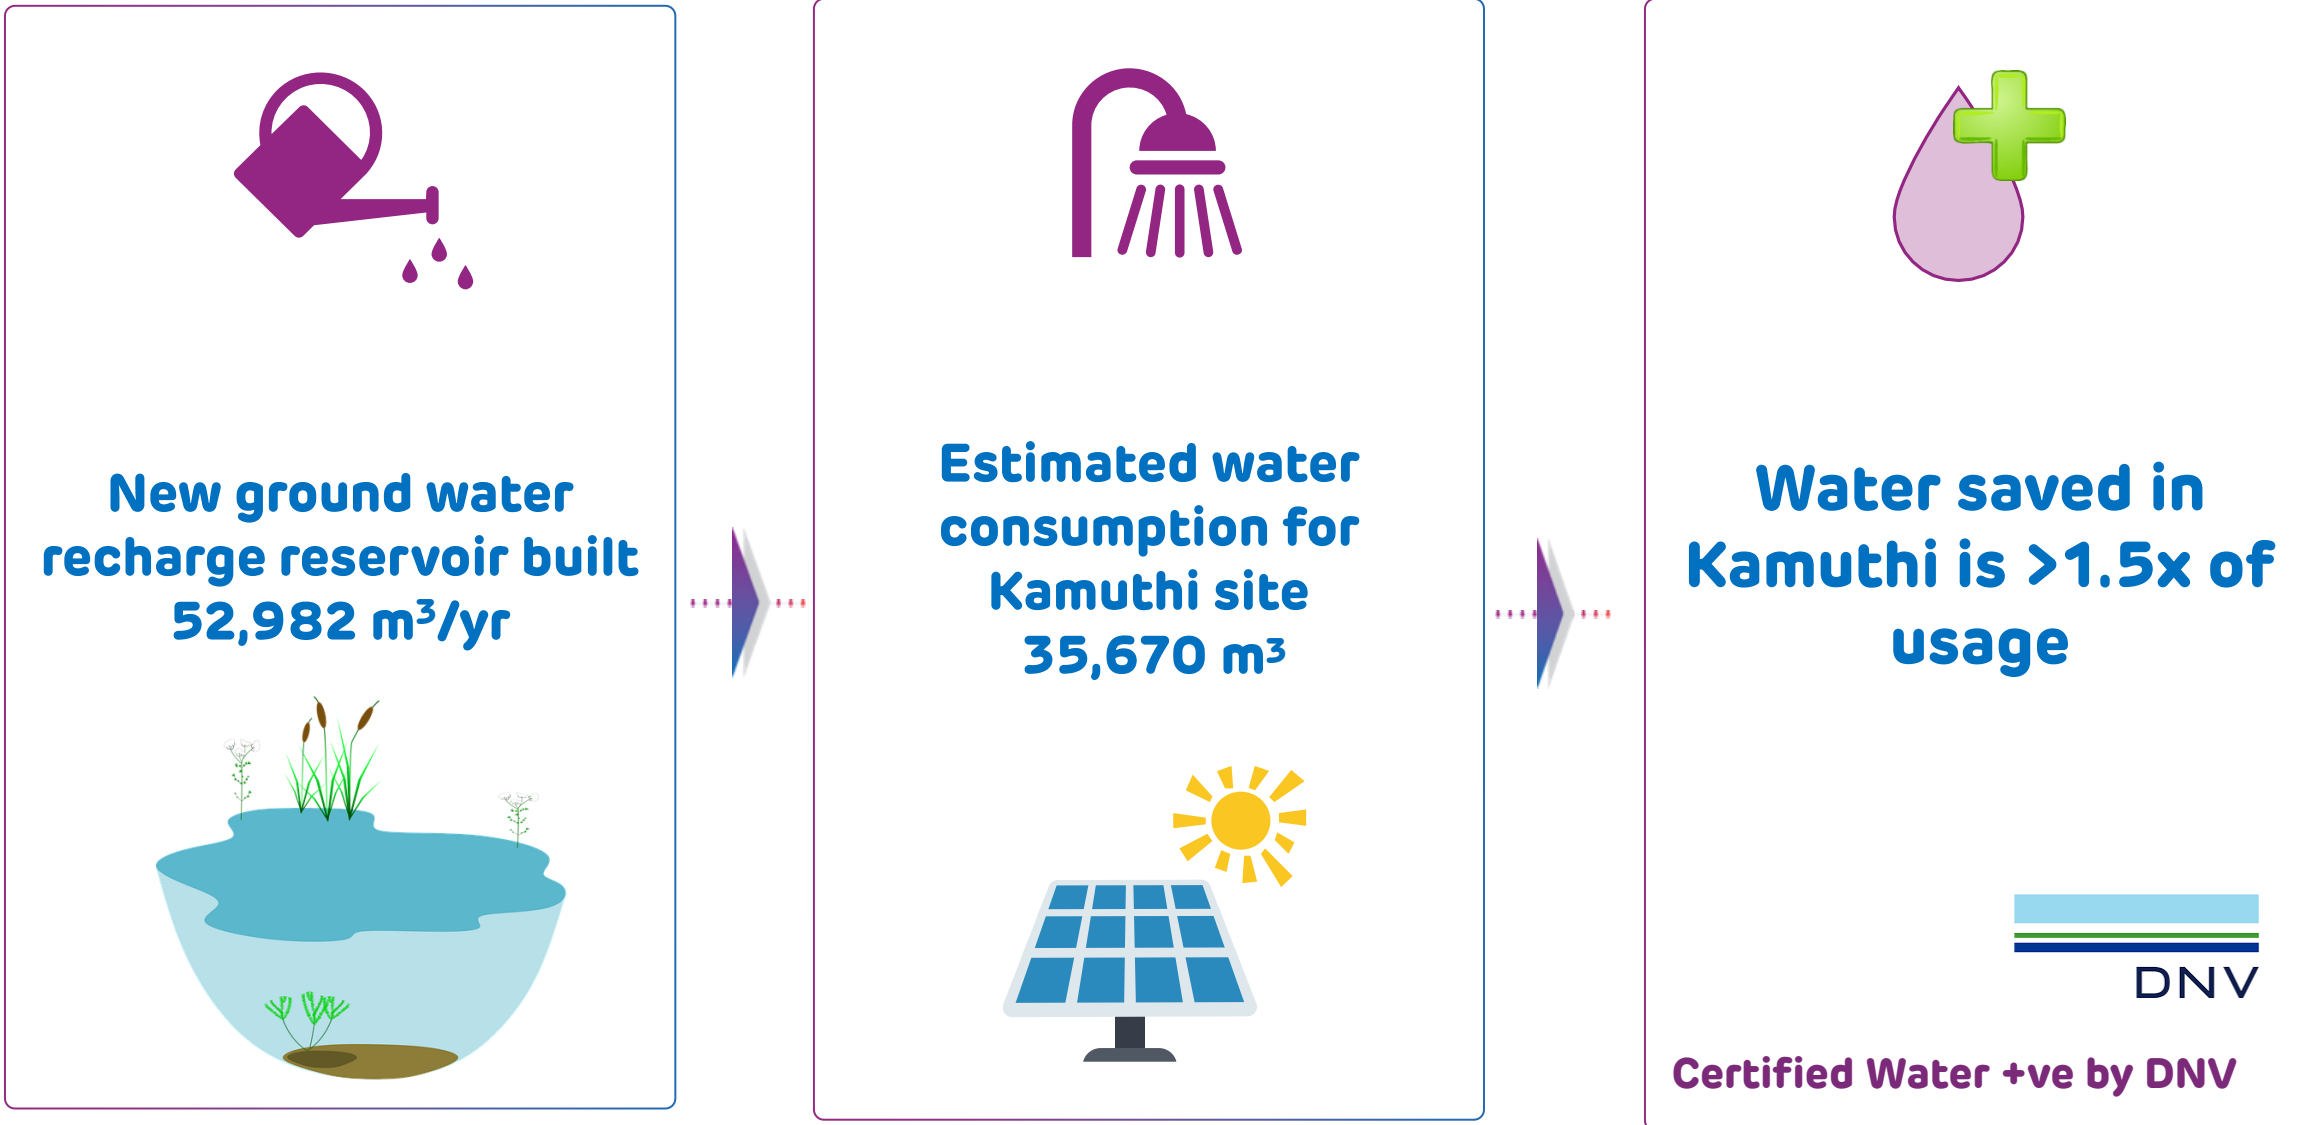 New ground water
recharge reservoir built
52,982 m³/yr
Estimated water
consumption for
Kamuthi site
35,670 m³
Water saved in
Kamuthi is >1.5x of
usage
DNV
Certified Water +ve by DNV